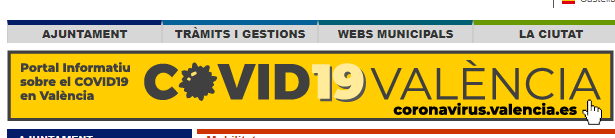 AJUNTAMENT TRÀMITS I GESTIONS WEBS MUNICIPALS LA CIUTAT
Portal Informatiu
sobre el COVID19
en València
COVID19 VALÈNCIA
coronavirus.valencia.es
AJUNTAMENT